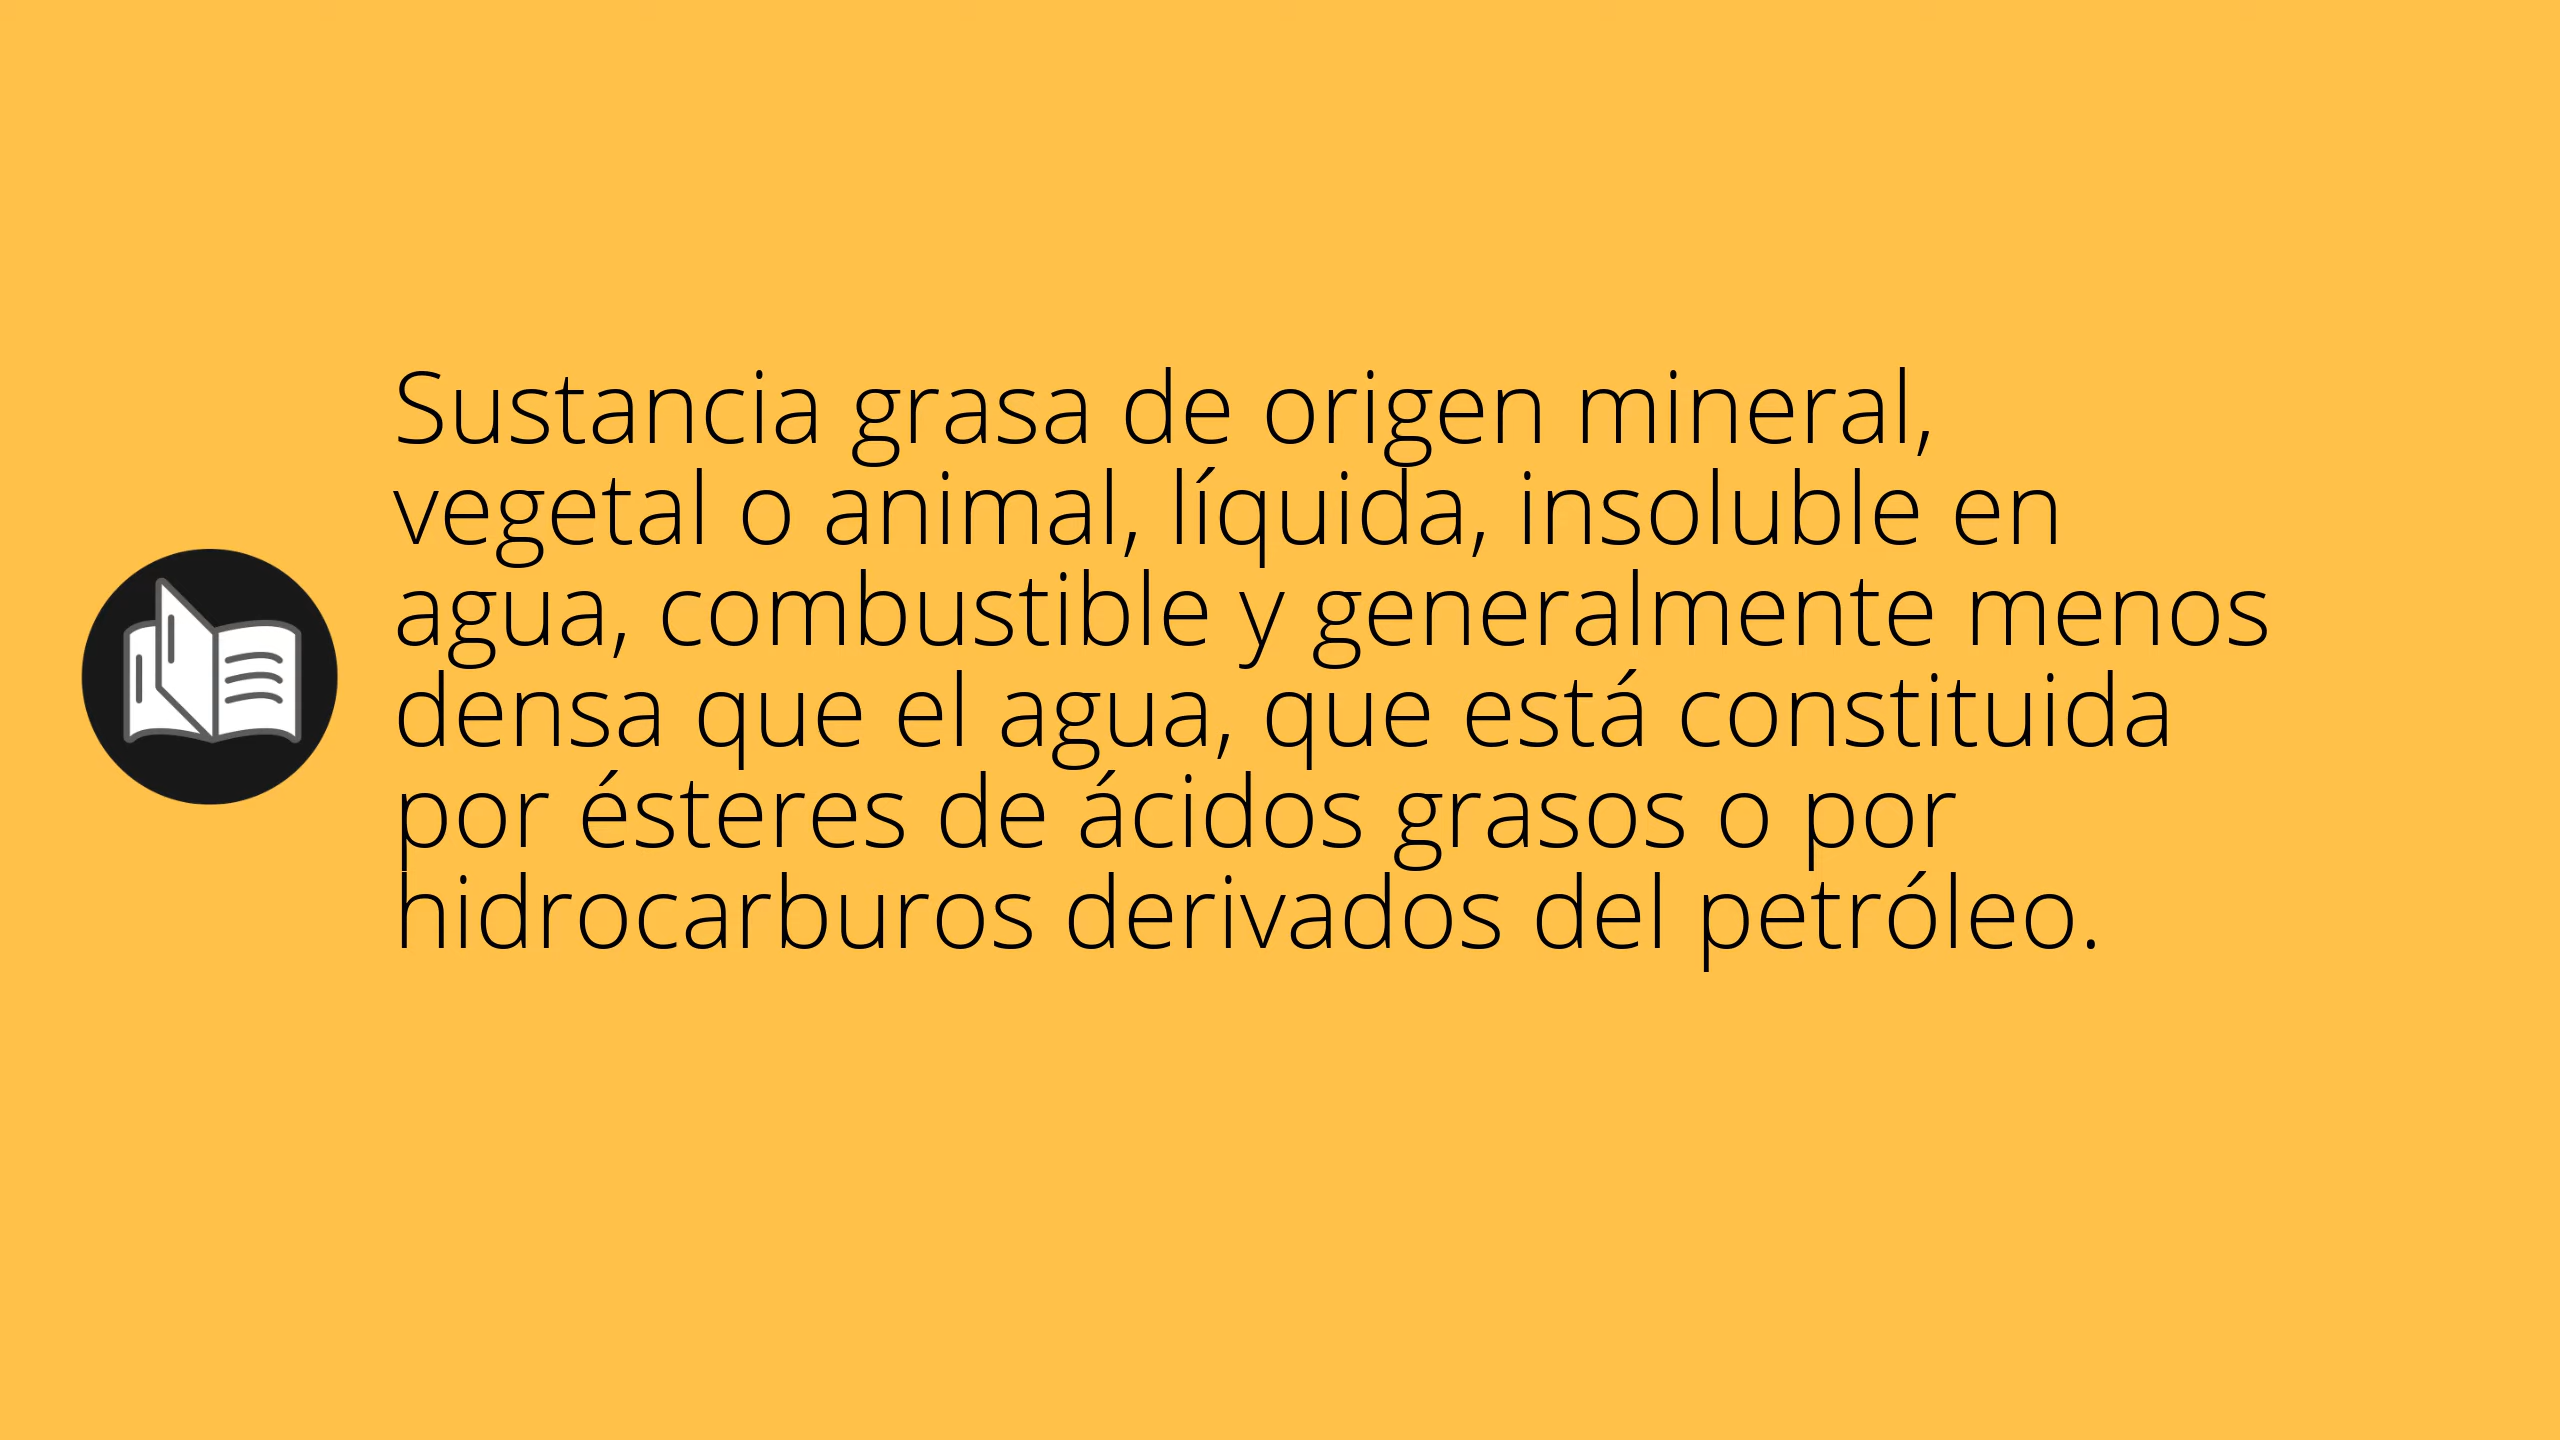 Sustancia grasa de origen mineral,
vegetal o animal, líquida, insoluble en
agua, combustible y generalmente menos
densa que el agua, que está constituida
por ésteres de ácidos grasos o por
hidrocarburos derivados del petróleo.